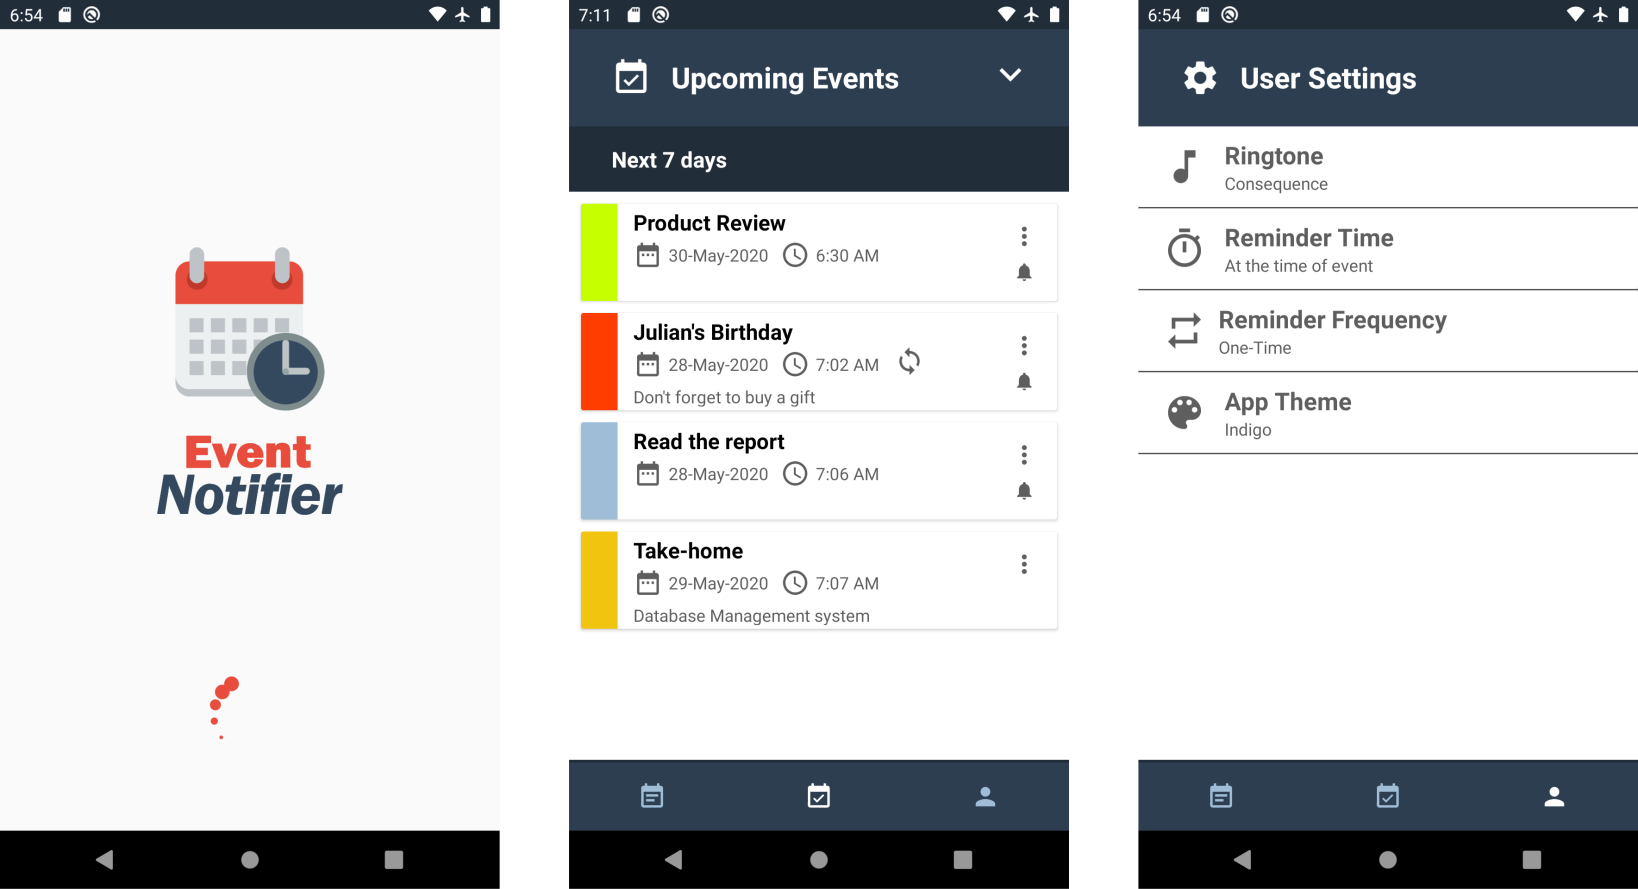 6:54
Event
Notifier
7:11
Upcoming Events
Next 7 days
Product Review
30-May-2020 6:30 AM
Julian's Birthday
28-May-2020 7:02 AM
Don't forget to buy a gift
Read the report
28-May-2020 7:06 AM
Take-home
29-May-2020 7:07 AM
Database Management system
6:54
User Settings
Ringtone
Consequence
Reminder Time
At the time of event
Reminder Frequency
One-Time
App Theme
Indigo